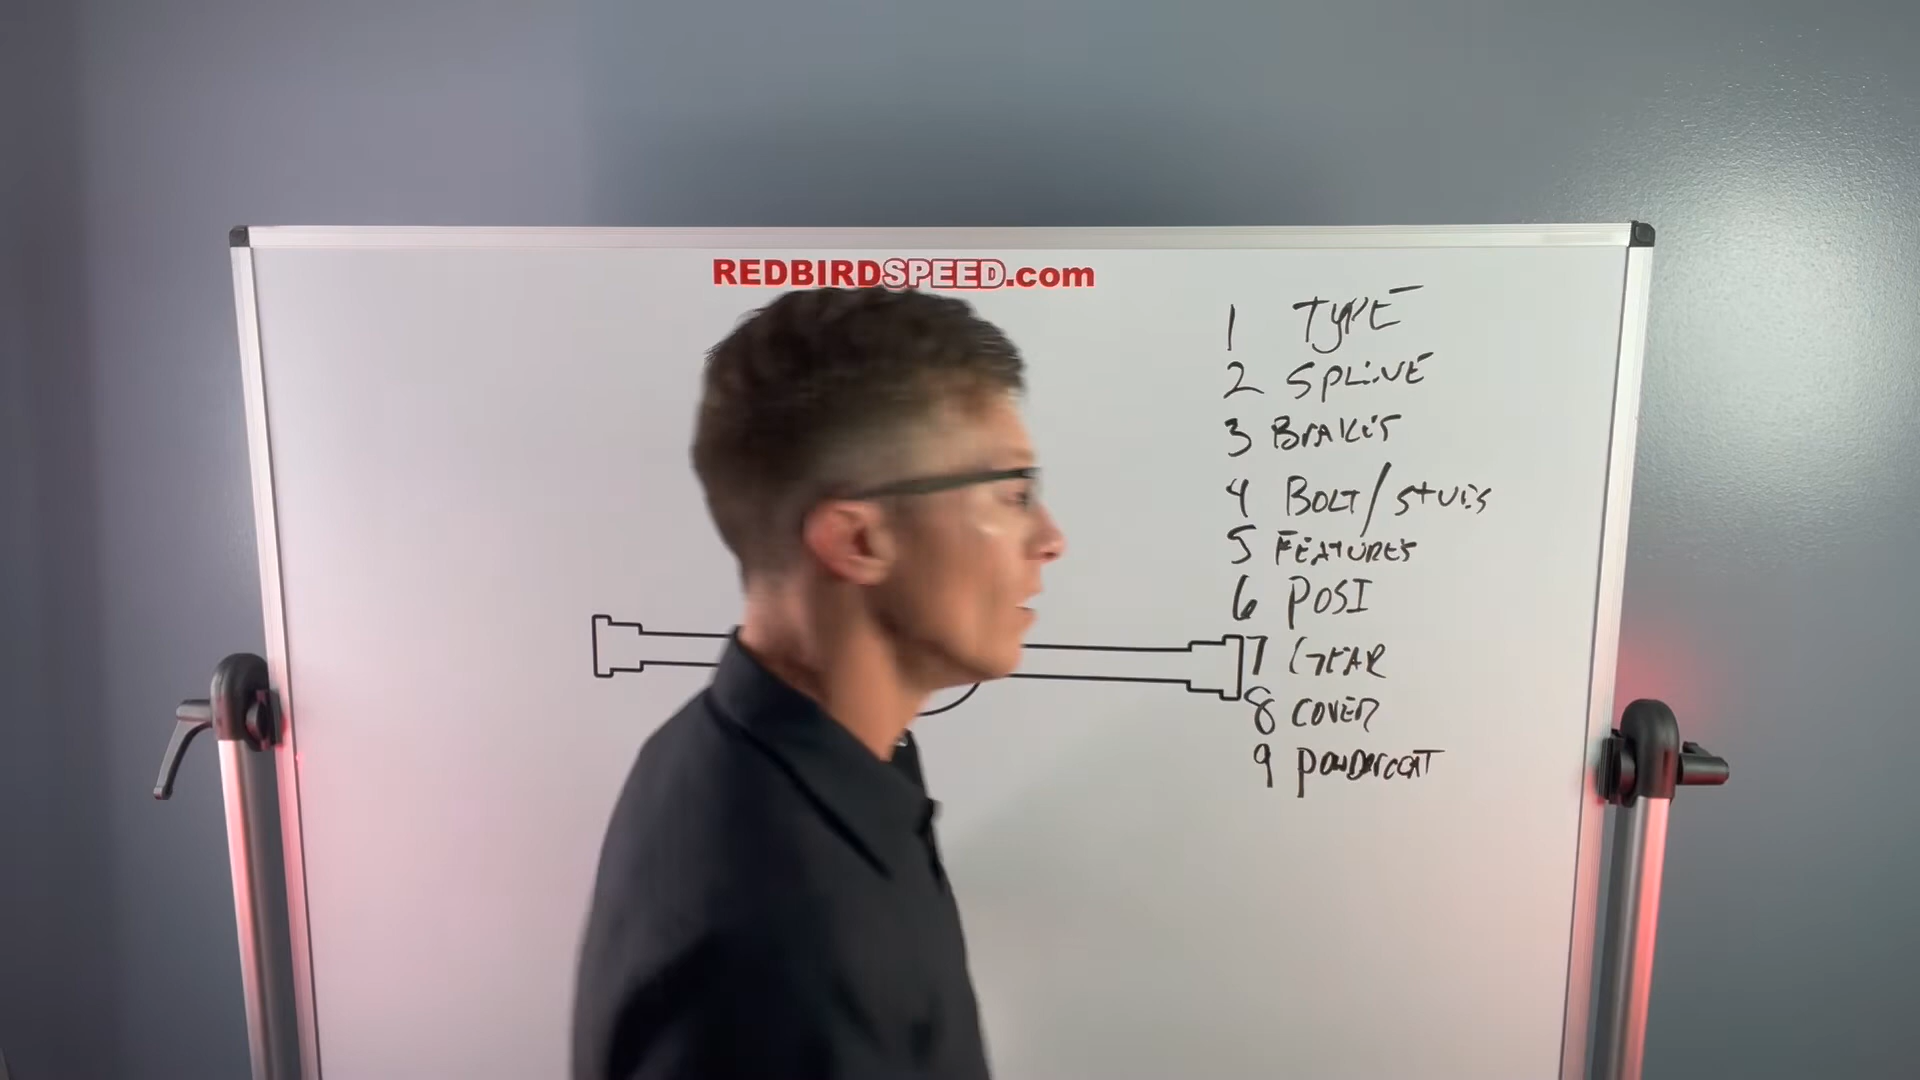 REDBIRDSPEED.com
1 TYPE
2 SPLINE
3 BRAKES
4 BOLT/STUDS
5 FEATURES
6 POSI
7 GEAR
8 COVER
9 POWDERCOAT